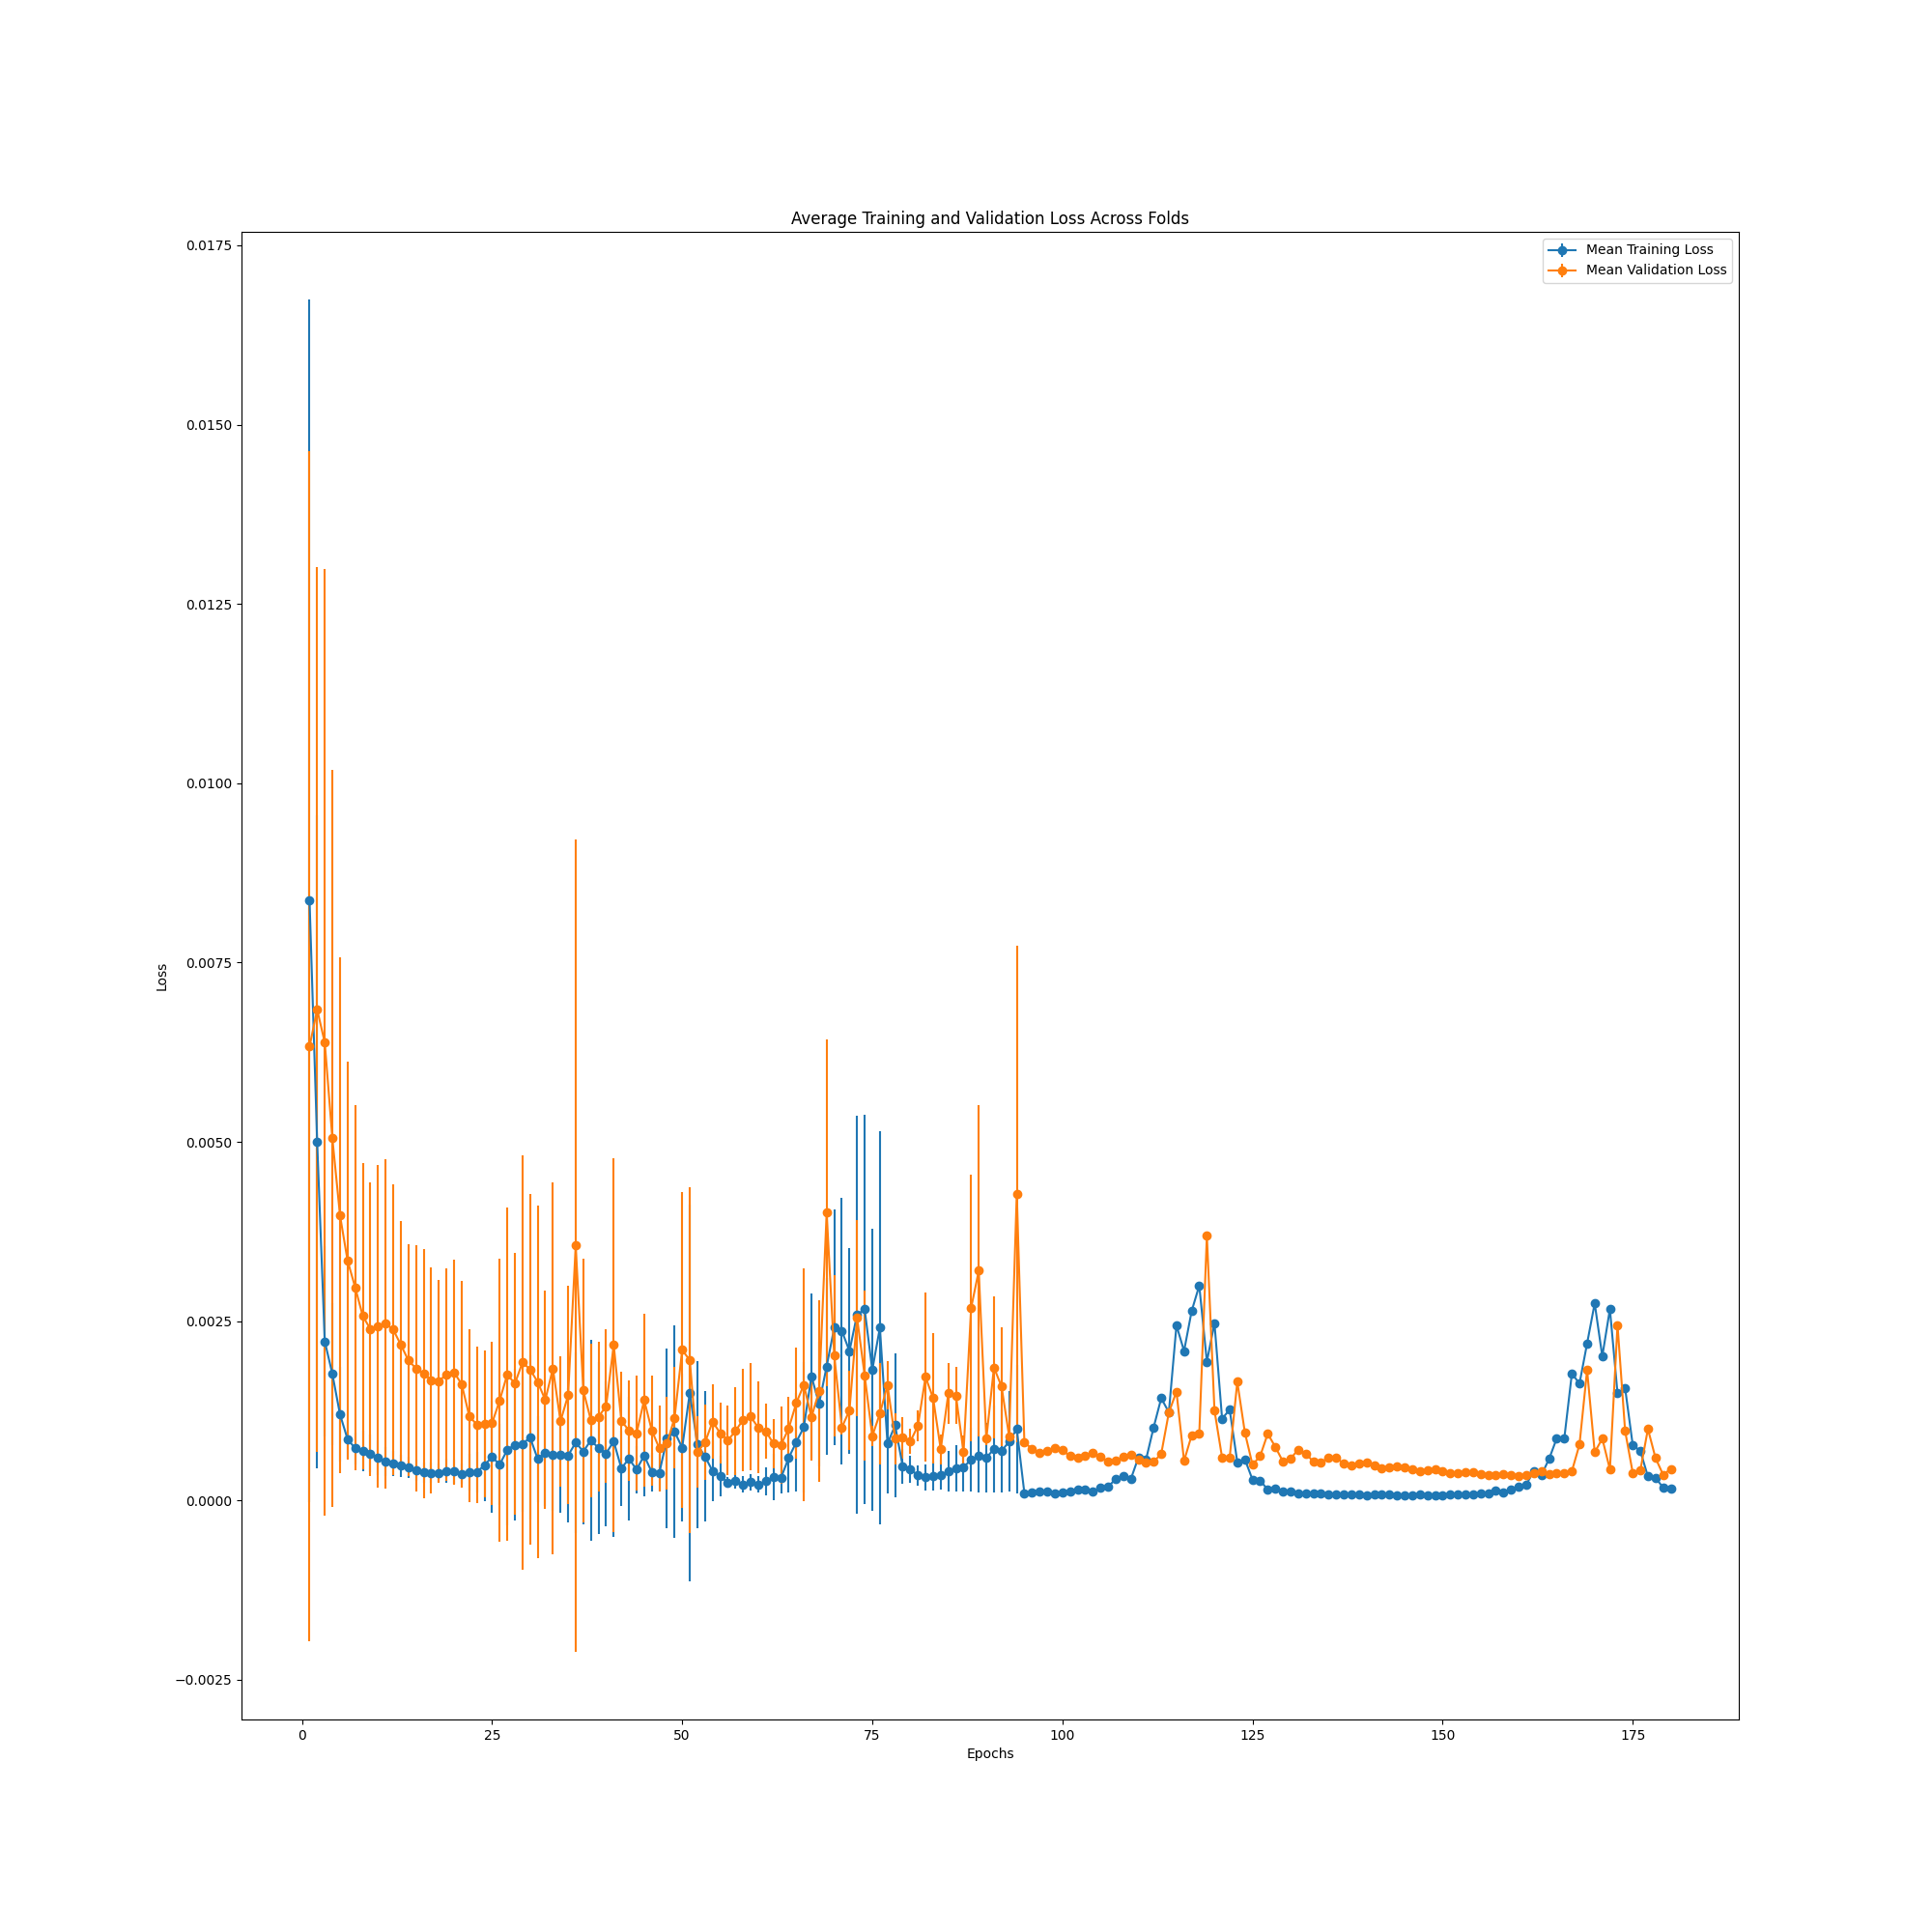 Average Training and Validation Loss Across Folds
Mean Training Loss
Mean Validation Loss
0.0175
0.0150
0.0125
0.0100
0.0075
0.0050
0.0025
0.0000
−0.0025
Loss
0 25 50 75 100 125 150 175
Epochs